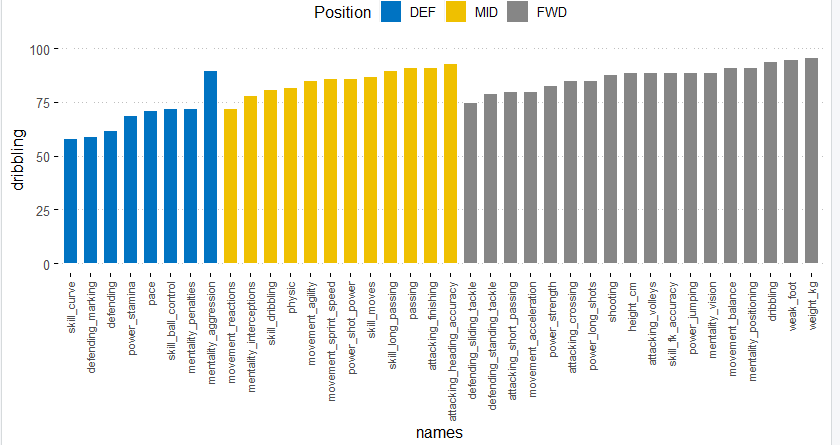 Position DEF MID FWD
dribbling
100
75
50
25
0
skill_curve
defending_marking
defending
power_stamina
pace
skill_ball_control
mentality_penalties
mentality_aggression
movement_reactions
mentality_interceptions
skill_dribbling
physic
movement_agility
movement_sprint_speed
power_shot_power
skill_moves
skill_long_passing
passing
attacking_finishing
attacking_heading_accuracy
defending_sliding_tackle
defending_standing_tackle
attacking_short_passing
movement_acceleration
power_strength
attacking_crossing
power_long_shots
shooting
height_cm
attacking_volleys
skill_fk_accuracy
power_jumping
mentality_vision
movement_balance
mentality_positioning
dribbling
weak_foot
weight_kg
names